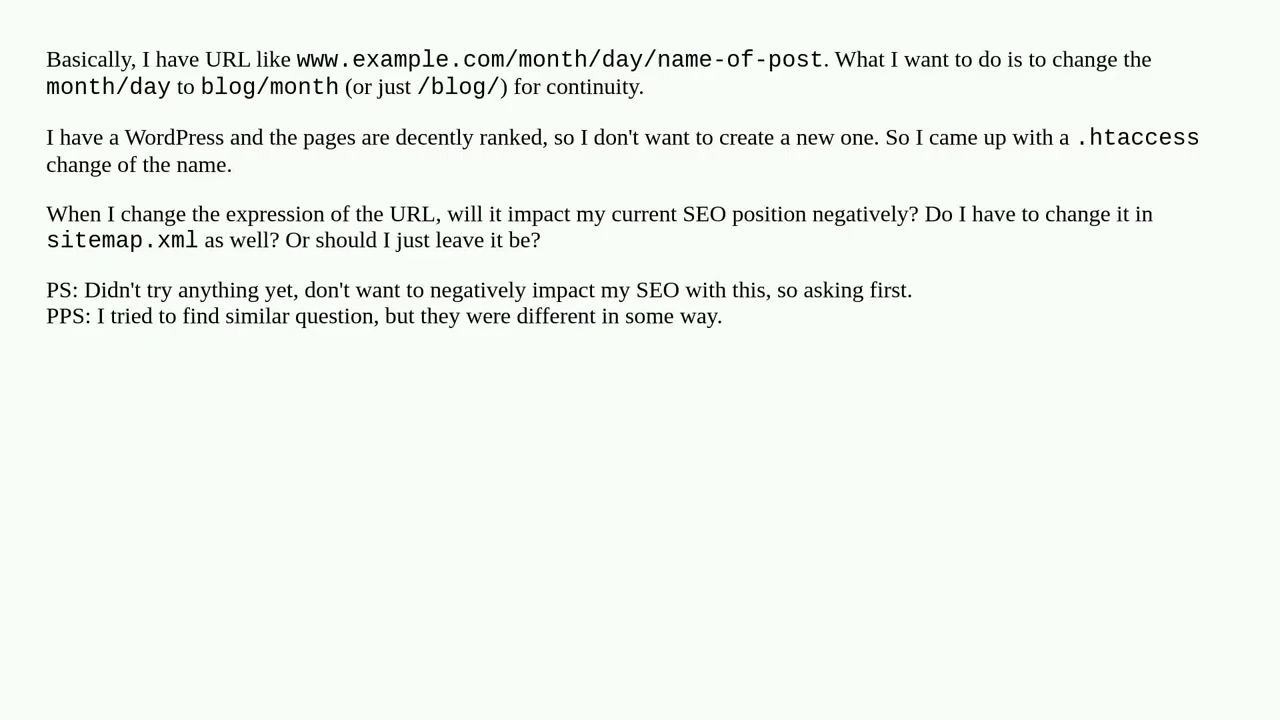 Basically, I have URL like www.example.com/month/day/name-of-post. What I want to do is to change the
month/day to blog/month (or just /blog/) for continuity.
I have a WordPress and the pages are decently ranked, so I don't want to create a new one. So I came up with a .htaccess
change of the name.
When I change the expression of the URL, will it impact my current SEO position negatively? Do I have to change it in
sitemap.xml as well? Or should I just leave it be?
PS: Didn't try anything yet, don't want to negatively impact my SEO with this, so asking first.
PPS: I tried to find similar question, but they were different in some way.